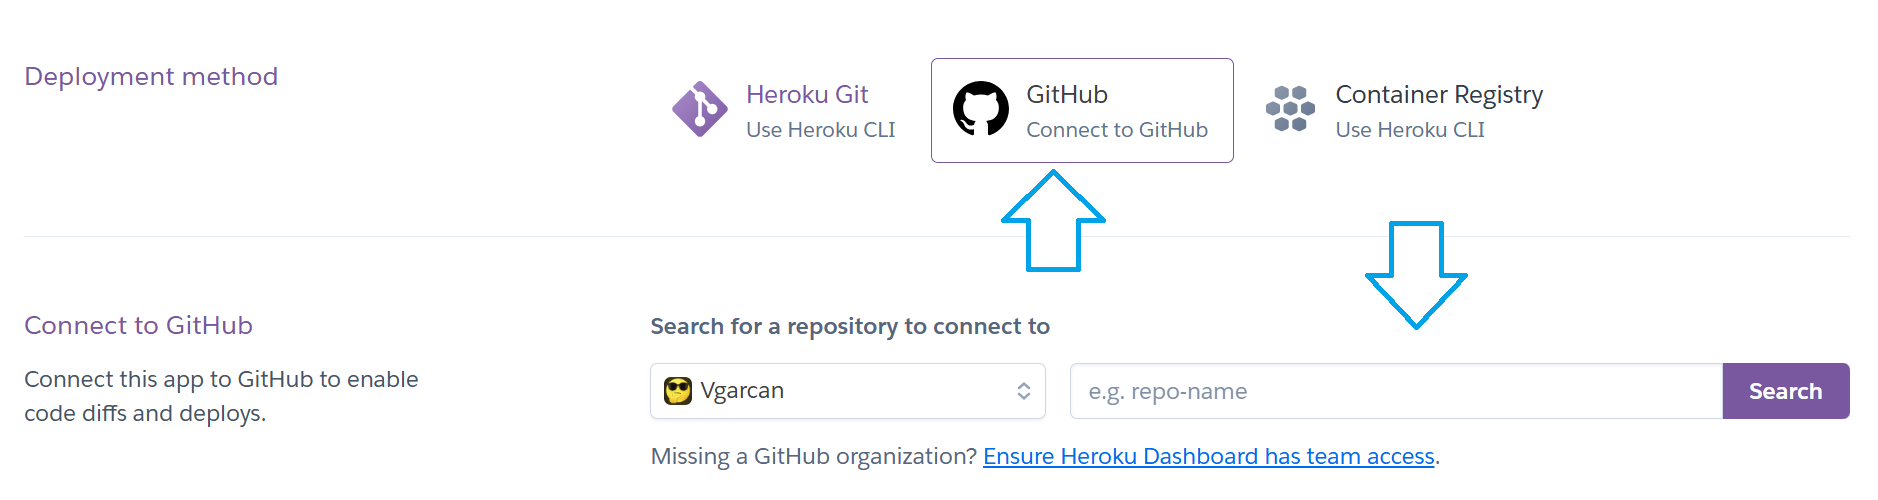 Deployment method
Heroku Git
Use Heroku CLI
GitHub
Connect to GitHub
Container Registry
Use Heroku CLI
Connect to GitHub
Connect this app to GitHub to enable
code diffs and deploys.
Search for a repository to connect to
Vgarcan
e.g. repo-name
Search
Missing a GitHub organization? Ensure Heroku Dashboard has team access.